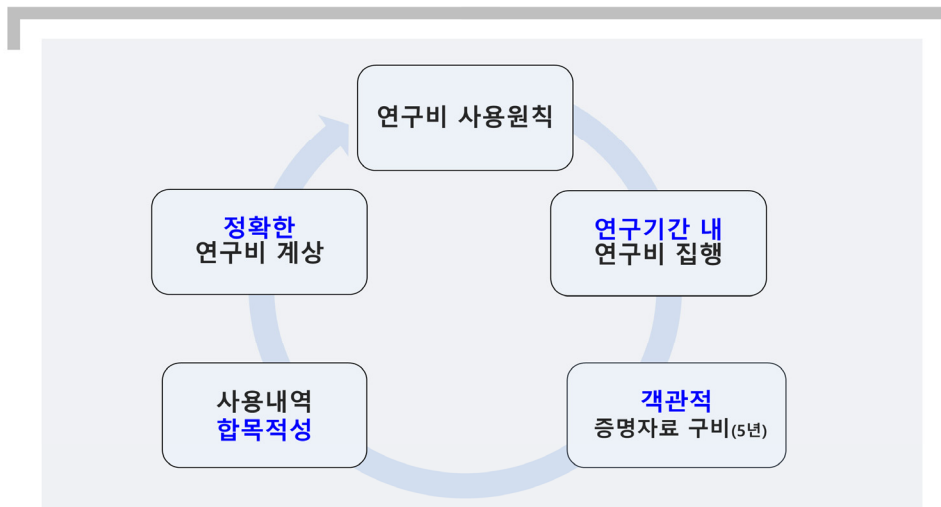 연구비 사용원칙
연구기간 내
연구비 집행
객관적
증명자료 구비(5년)
사용내역
합목적성
정확한
연구비 계상